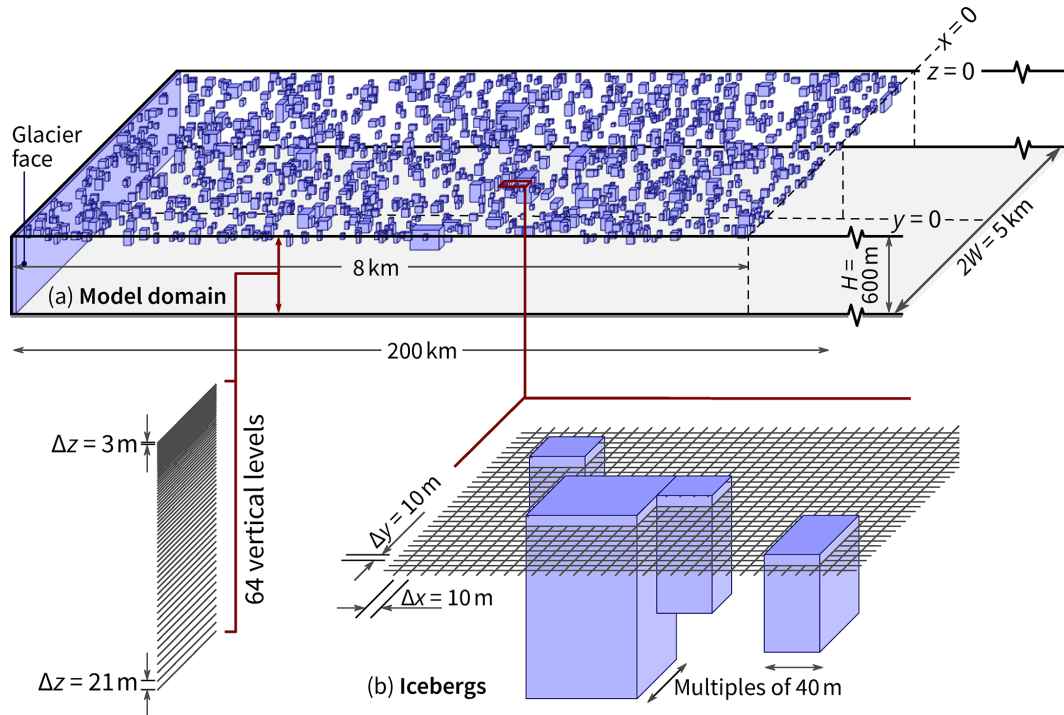 x = 0
z = 0
Glacier
face
y = 0
8 km
H =
600 m
2W = 5 km
(a) Model domain
200 km
Δz = 3 m
64 vertical levels
Δy = 10 m
Δx = 10 m
Δz = 21 m
(b) Icebergs
Multiples of 40 m